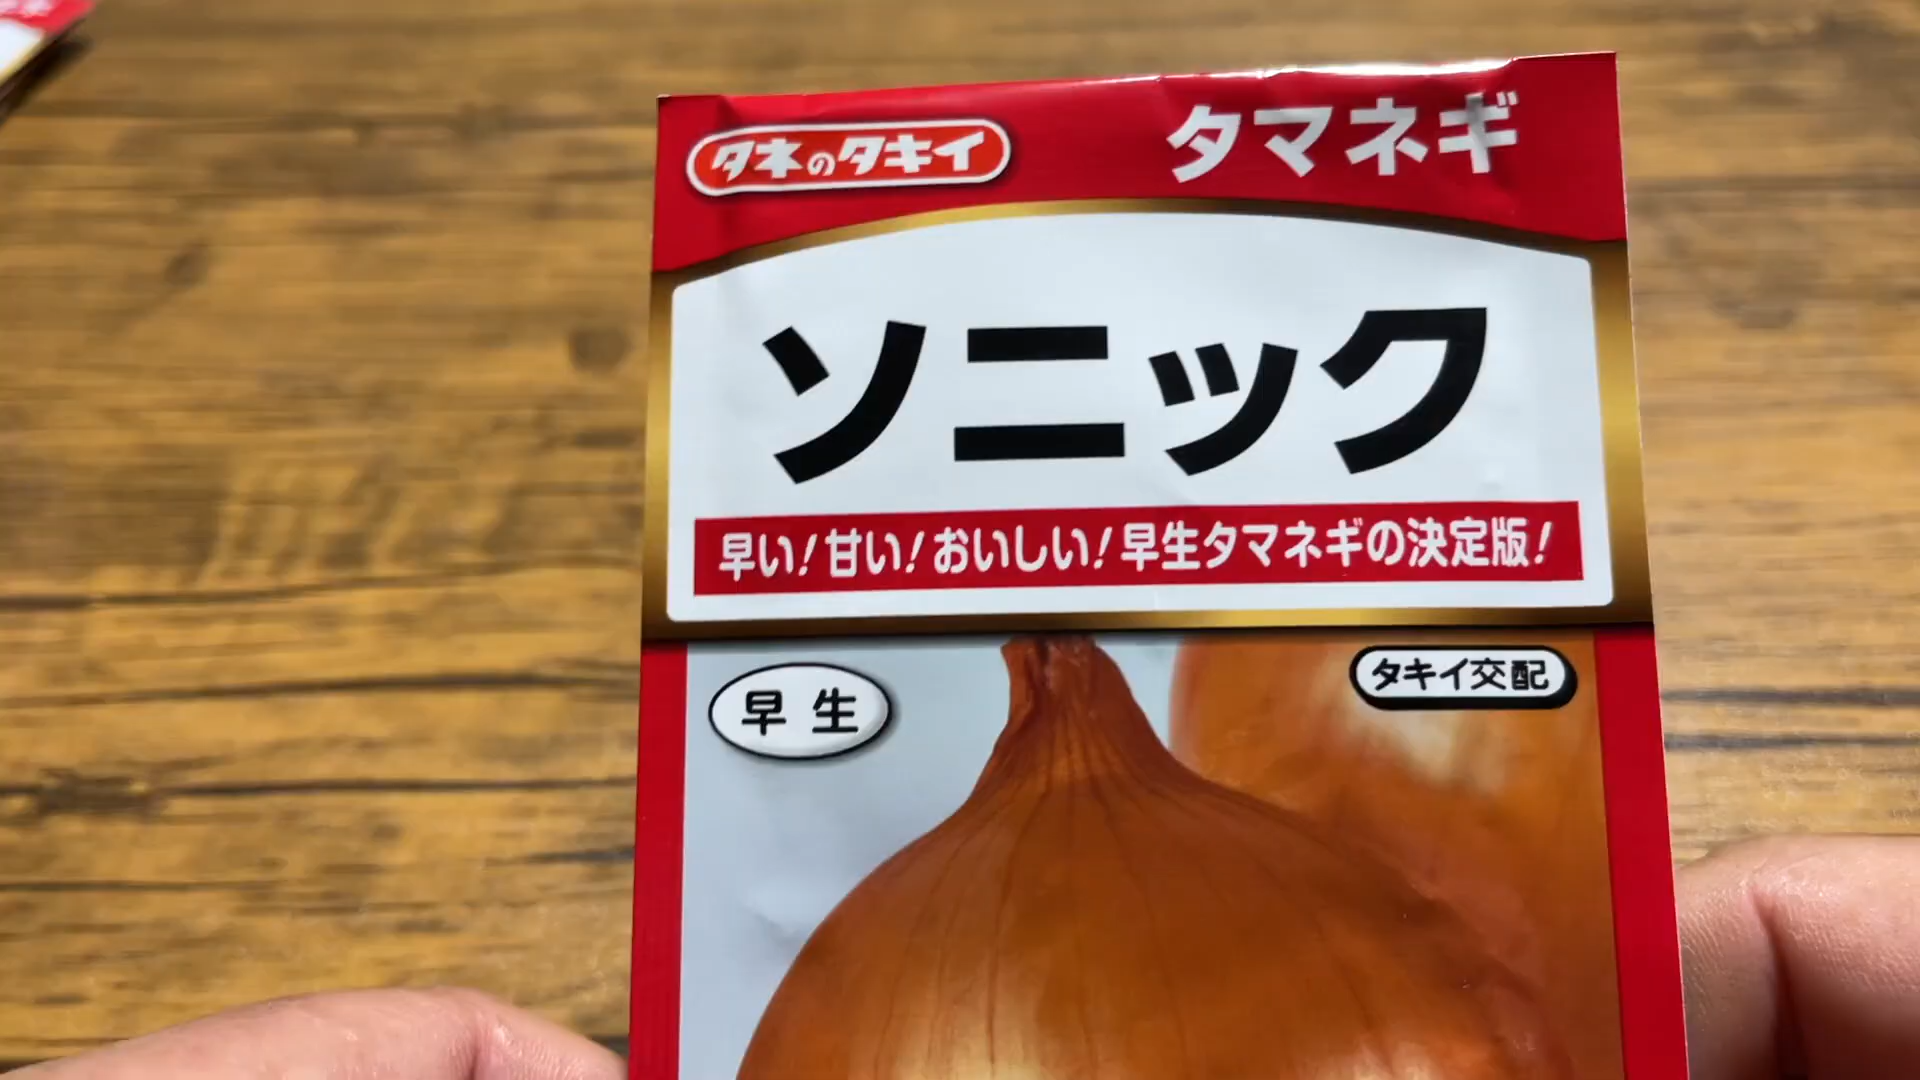 タネのタキイ
タマネギ
ソニック
早い!甘い!おいしい!早生タマネギの決定版!
早生
タキイ交配